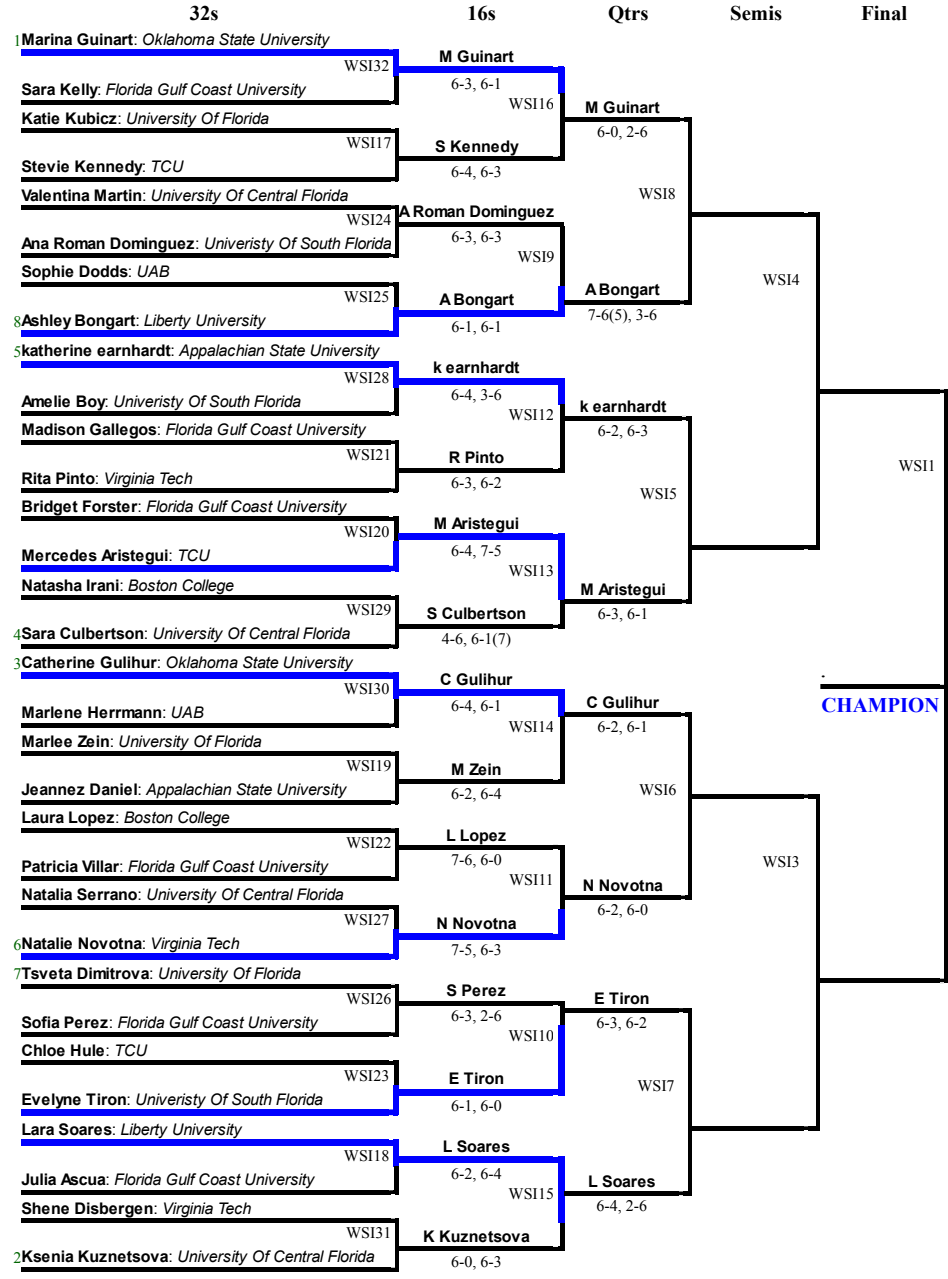 32s 16s Qtrs Semis Final
1 Marina Guinart: Oklahoma State University
WSI32
M Guinart
6-3, 6-1
Sara Kelly: Florida Gulf Coast University
WSI16
M Guinart
6-0, 2-6
Katie Kubicz: University Of Florida
WSI17
S Kennedy
6-4, 6-3
Stevie Kennedy: TCU
WSI8
Valentina Martin: University Of Central Florida
WSI24
A Roman Dominguez
6-3, 6-3
Ana Roman Dominguez: Univeristy Of South Florida
WSI9
Sophie Dodds: UAB
WSI4
WSI25
A Bongart
6-1, 6-1
A Bongart
7-6(5), 3-6
8 Ashley Bongart: Liberty University
5 katherine earnhardt: Appalachian State University
WSI28
k earnhardt
6-4, 3-6
Amelie Boy: Univeristy Of South Florida
WSI12
k earnhardt
6-2, 6-3
Madison Gallegos: Florida Gulf Coast University
WSI21
R Pinto
6-3, 6-2
WSI1
Rita Pinto: Virginia Tech
WSI5
Bridget Forster: Florida Gulf Coast University
WSI20
M Aristegui
6-4, 7-5
Mercedes Aristegui: TCU
WSI13
Natasha Irani: Boston College
M Aristegui
6-3, 6-1
WSI29
S Culbertson
4-6, 6-1(7)
4 Sara Culbertson: University Of Central Florida
3 Catherine Gulihur: Oklahoma State University
WSI30
C Gulihur
6-4, 6-1
.
CHAMPION
Marlene Herrmann: UAB
WSI14
C Gulihur
6-2, 6-1
Marlee Zein: University Of Florida
WSI19
M Zein
6-2, 6-4
Jeannez Daniel: Appalachian State University
WSI6
Laura Lopez: Boston College
WSI22
L Lopez
7-6, 6-0
Patricia Villar: Florida Gulf Coast University
WSI11
WSI3
Natalia Serrano: University Of Central Florida
N Novotna
6-2, 6-0
WSI27
N Novotna
7-5, 6-3
6 Natalie Novotna: Virginia Tech
7 Tsveta Dimitrova: University Of Florida
WSI26
S Perez
6-3, 2-6
Sofia Perez: Florida Gulf Coast University
WSI10
E Tiron
6-3, 6-2
Chloe Hule: TCU
WSI23
E Tiron
6-1, 6-0
Evelyne Tiron: Univeristy Of South Florida
WSI7
Lara Soares: Liberty University
WSI18
L Soares
6-2, 6-4
Julia Ascua: Florida Gulf Coast University
WSI15
L Soares
6-4, 2-6
Shene Disbergen: Virginia Tech
WSI31
K Kuznetsova
6-0, 6-3
2 Ksenia Kuznetsova: University Of Central Florida